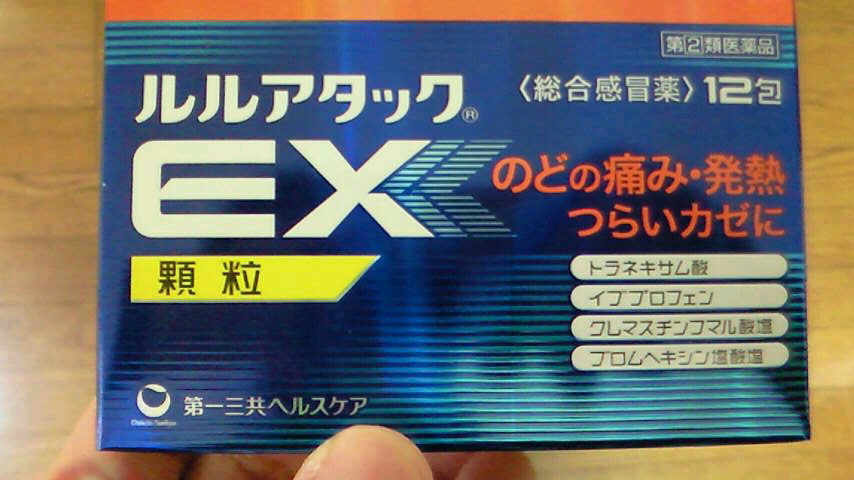 第②類医薬品
ルルアタック®
〈総合感冒薬〉12包
EX
のどの痛み・発熱
つらいカゼに
顆粒
トラネキサム酸
イブプロフェン
クレマスチンフマル酸塩
ブロムヘキシン塩酸塩
Daiichi-Sankyo
第一三共ヘルスケア